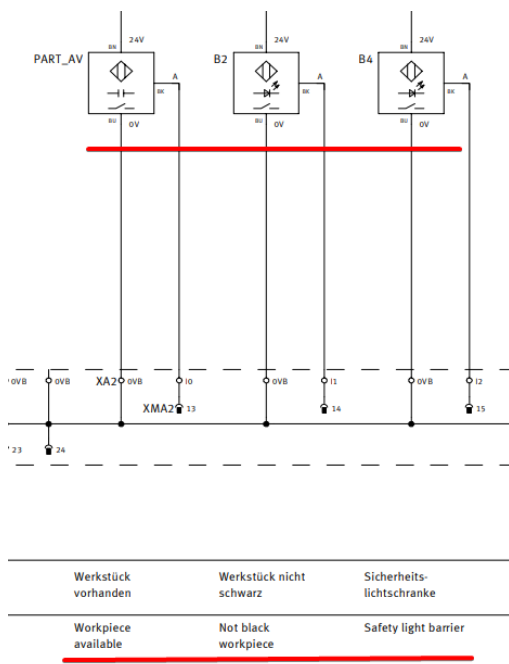 BN 24V BN 24V BN 24V
PART_AV A B2 A B4 A
BK BK BK
BU 0V BU 0V BU 0V
0VB 0VB XA2 0VB I0 0VB I1 0VB I2
XMA2 13 14 15
23 24
Werkstück Werkstück nicht Sicherheits-
vorhanden schwarz lichtschranke
Workpiece Not black Safety light barrier
available workpiece